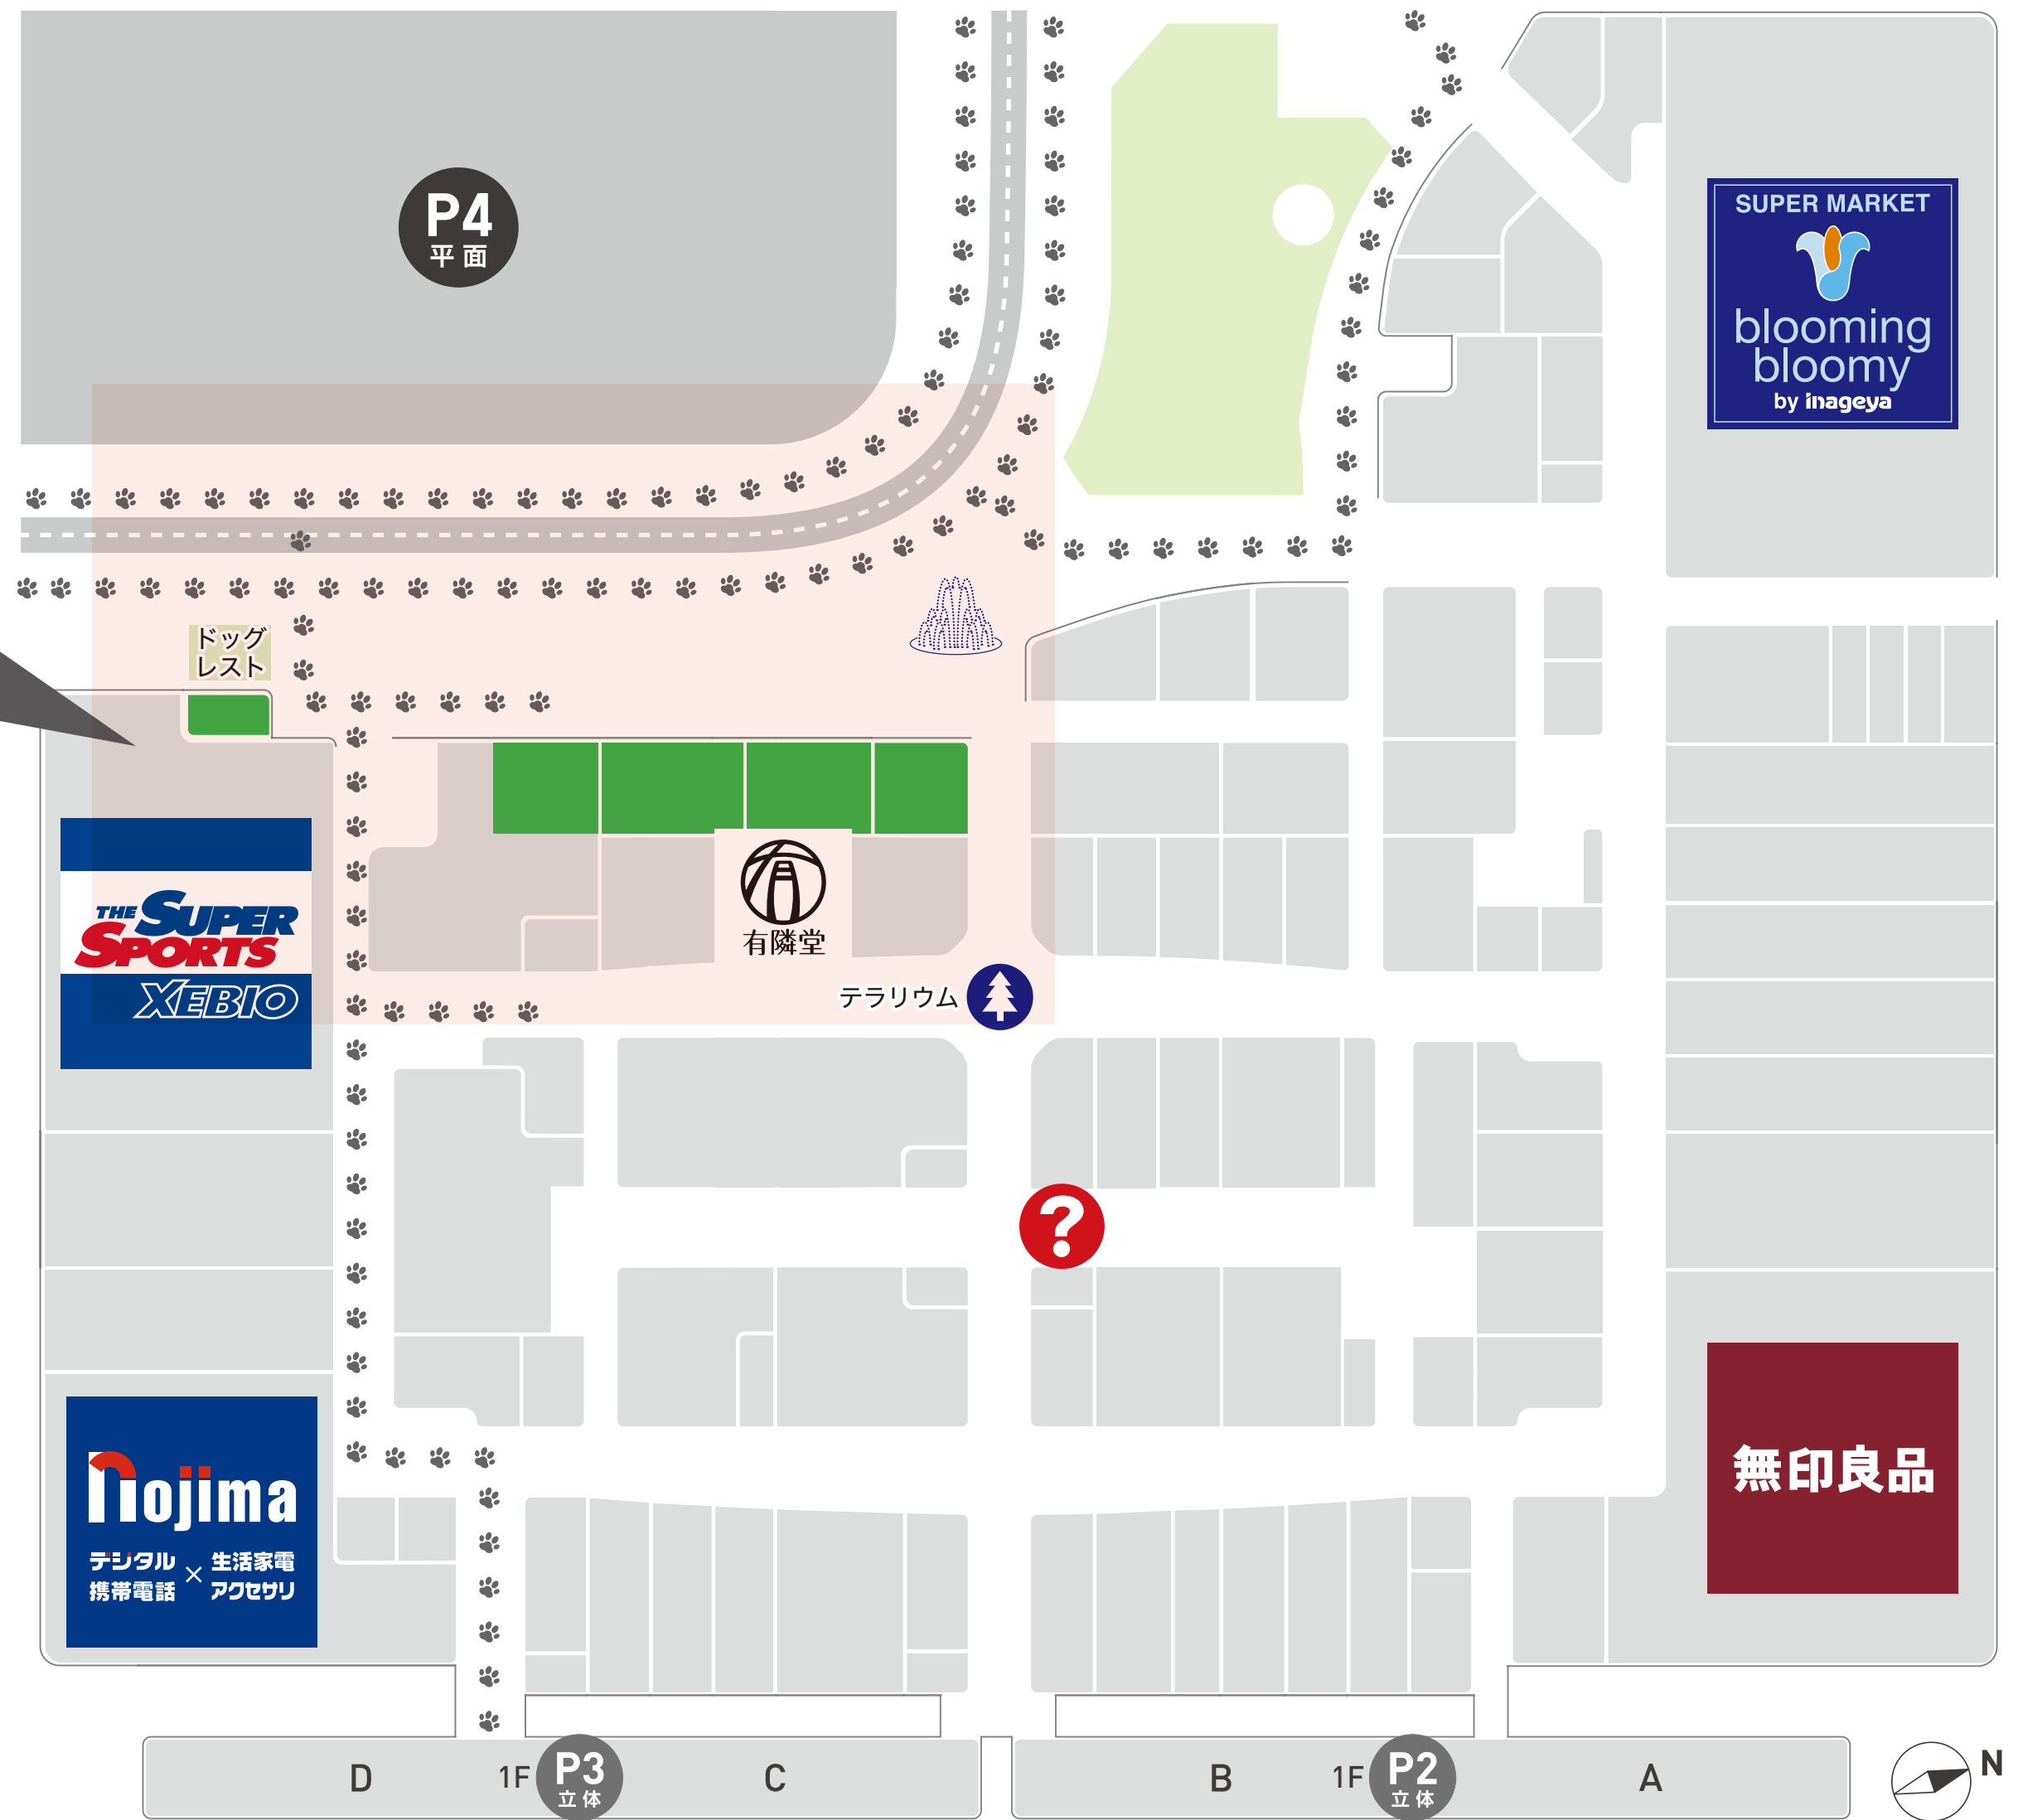 P4
平面
SUPER MARKET
blooming
bloomy
by inageya
ドッグ
レスト
THE SUPER
SPORTS
XEBIO
有隣堂
テラリウム
?
nojima
デジタル
携帯電話
×
生活家電
アクセサリ
無印良品
D
1F
P3
立体
C
B
1F
P2
立体
A
N